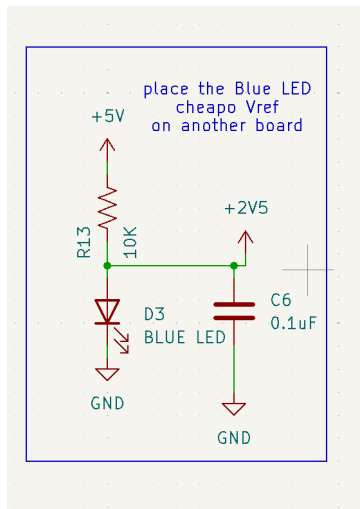 place the Blue LED
cheapo Vref
on another board
+5V
+2V5
R13
10K
D3
BLUE LED
C6
0.1uF
GND
GND